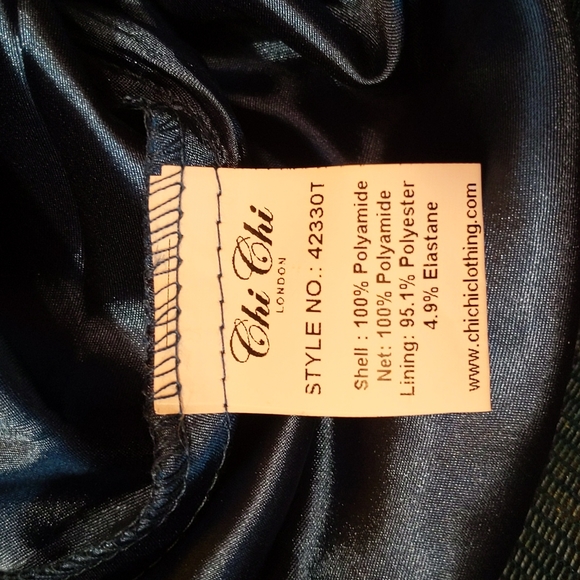 Chi Chi
LONDON
STYLE NO.: 42330T
Shell : 100% Polyamide
Net: 100% Polyamide
Lining: 95.1% Polyester
4.9% Elastane
www.chichiclothing.com